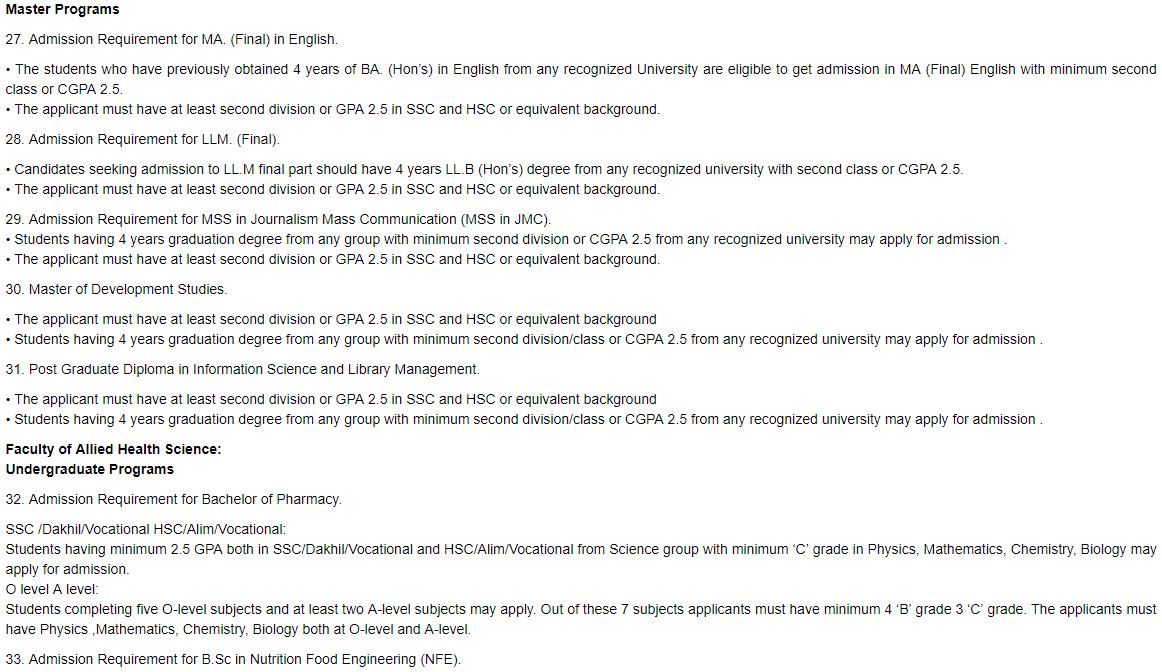 Master Programs
27. Admission Requirement for MA. (Final) in English.
• The students who have previously obtained 4 years of BA. (Hon's) in English from any recognized University are eligible to get admission in MA (Final) English with minimum second
class or CGPA 2.5.
• The applicant must have at least second division or GPA 2.5 in SSC and HSC or equivalent background.
28. Admission Requirement for LLM. (Final).
• Candidates seeking admission to LL.M final part should have 4 years LL.B (Hon's) degree from any recognized university with second class or CGPA 2.5.
• The applicant must have at least second division or GPA 2.5 in SSC and HSC or equivalent background.
29. Admission Requirement for MSS in Journalism Mass Communication (MSS in JMC).
• Students having 4 years graduation degree from any group with minimum second division or CGPA 2.5 from any recognized university may apply for admission .
• The applicant must have at least second division or GPA 2.5 in SSC and HSC or equivalent background.
30. Master of Development Studies.
• The applicant must have at least second division or GPA 2.5 in SSC and HSC or equivalent background
• Students having 4 years graduation degree from any group with minimum second division/class or CGPA 2.5 from any recognized university may apply for admission .
31. Post Graduate Diploma in Information Science and Library Management.
• The applicant must have at least second division or GPA 2.5 in SSC and HSC or equivalent background
• Students having 4 years graduation degree from any group with minimum second division/class or CGPA 2.5 from any recognized university may apply for admission .
Faculty of Allied Health Science:
Undergraduate Programs
32. Admission Requirement for Bachelor of Pharmacy.
SSC /Dakhil/Vocational HSC/Alim/Vocational:
Students having minimum 2.5 GPA both in SSC/Dakhil/Vocational and HSC/Alim/Vocational from Science group with minimum 'C' grade in Physics, Mathematics, Chemistry, Biology may
apply for admission.
O level A level:
Students completing five O-level subjects and at least two A-level subjects may apply. Out of these 7 subjects applicants must have minimum 4 'B' grade 3 'C' grade. The applicants must
have Physics ,Mathematics, Chemistry, Biology both at O-level and A-level.
33. Admission Requirement for B.Sc in Nutrition Food Engineering (NFE).